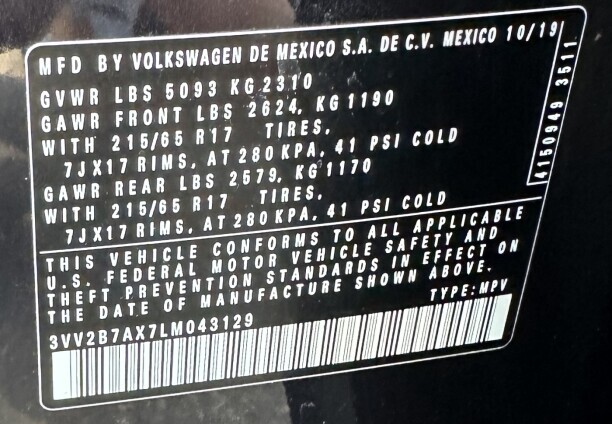 MFD BY VOLKSWAGEN DE MEXICO S.A. DE C.V. MEXICO 10/19
GVWR LBS 5093 KG 2310
GAWR FRONT LBS 2624, KG 1190
WITH 215/65 R17 TIRES,
7JX17 RIMS, AT 280 KPA, 41 PSI COLD
GAWR REAR LBS 2579, KG 1170
WITH 215/65 R17 TIRES,
7JX17 RIMS, AT 280 KPA, 41 PSI COLD
4150949 3511
THIS VEHICLE CONFORMS TO ALL APPLICABLE
U.S. FEDERAL MOTOR VEHICLE SAFETY AND
THEFT PREVENTION STANDARDS IN EFFECT ON
THE DATE OF MANUFACTURE SHOWN ABOVE.
3VV2B7AX7LM043129 TYPE: MPV